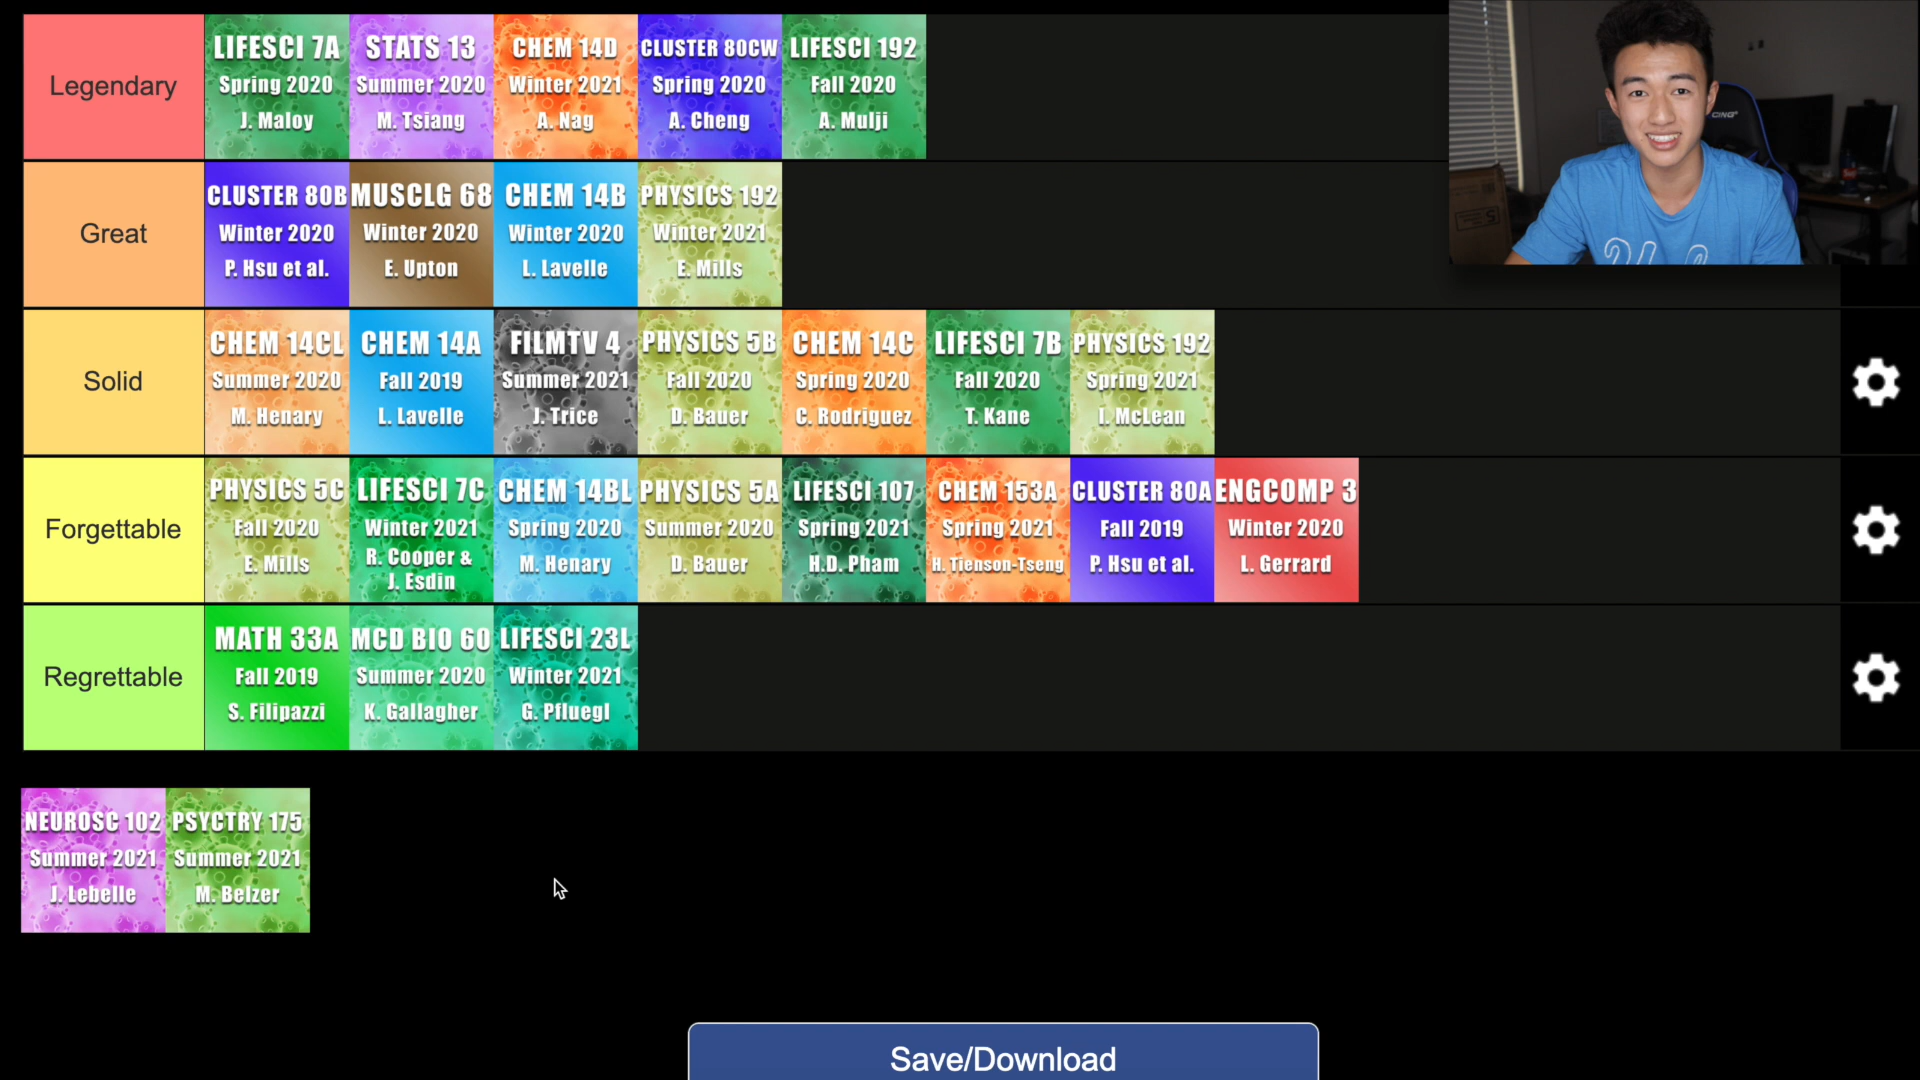 Legendary
LIFESCI 7A
Spring 2020
J. Maloy
STATS 13
Summer 2020
M. Tsiang
CHEM 14D
Winter 2021
A. Nag
CLUSTER 80CW
Spring 2020
A. Cheng
LIFESCI 192
Fall 2020
A. Mulji
CING
Great
CLUSTER 80B
Winter 2020
P. Hsu et al.
MUSCLG 68
Winter 2020
E. Upton
CHEM 14B
Winter 2020
L. Lavelle
PHYSICS 192
Winter 2021
E. Mills
Solid
CHEM 14CL
Summer 2020
M. Henary
CHEM 14A
Fall 2019
L. Lavelle
FILMTV 4
Summer 2021
J. Trice
PHYSICS 5B
Fall 2020
D. Bauer
CHEM 14C
Spring 2020
C. Rodriguez
LIFESCI 7B
Fall 2020
T. Kane
PHYSICS 192
Spring 2021
I. McLean
Forgettable
PHYSICS 5C
Fall 2020
E. Mills
LIFESCI 7C
Winter 2021
R. Cooper &
J. Esdin
CHEM 14BL
Spring 2020
M. Henary
PHYSICS 5A
Summer 2020
D. Bauer
LIFESCI 107
Spring 2021
H.D. Pham
CHEM 153A
Spring 2021
H. Tienson-Tseng
CLUSTER 80A
Fall 2019
P. Hsu et al.
ENGCOMP 3
Winter 2020
L. Gerrard
Regrettable
MATH 33A
Fall 2019
S. Filipazzi
MCD BIO 60
Summer 2020
K. Gallagher
LIFESCI 23L
Winter 2021
G. Pfluegl
NEUROSC 102
Summer 2021
J. Lebelle
PSYCTRY 175
Summer 2021
M. Belzer
Save/Download